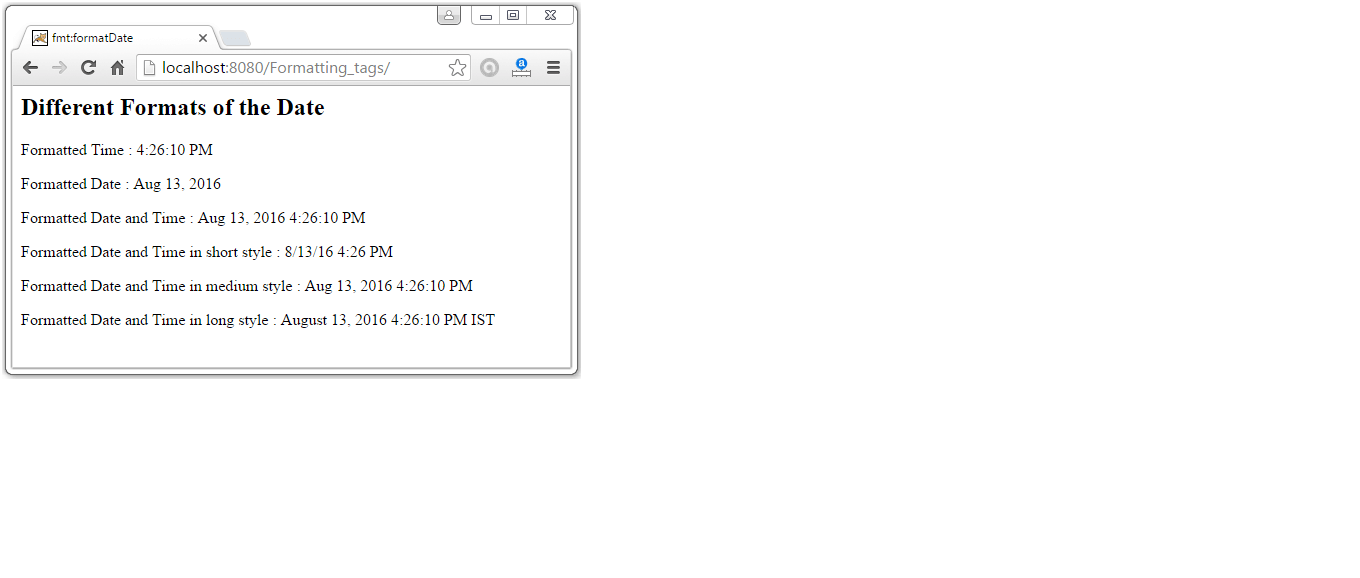 fmt:formatDate
localhost:8080/Formatting_tags/
Different Formats of the Date
Formatted Time : 4:26:10 PM
Formatted Date : Aug 13, 2016
Formatted Date and Time : Aug 13, 2016 4:26:10 PM
Formatted Date and Time in short style : 8/13/16 4:26 PM
Formatted Date and Time in medium style : Aug 13, 2016 4:26:10 PM
Formatted Date and Time in long style : August 13, 2016 4:26:10 PM IST